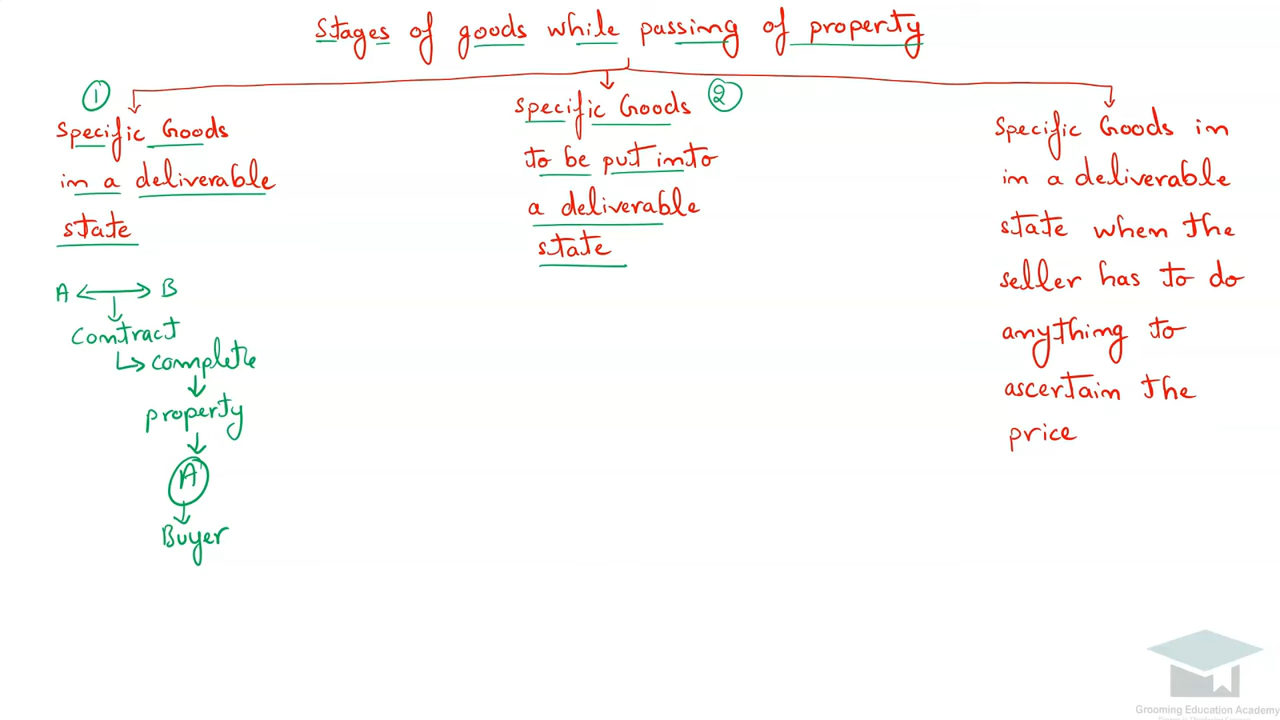 Stages of goods while passing of property
①
Specific Goods
in a deliverable
state
A B
Contract
complete
property
A
Buyer
Specific Goods ②
to be put into
a deliverable
state
Specific Goods in
in a deliverable
state when the
seller has to do
anything to
ascertain the
price
Grooming Education Academy